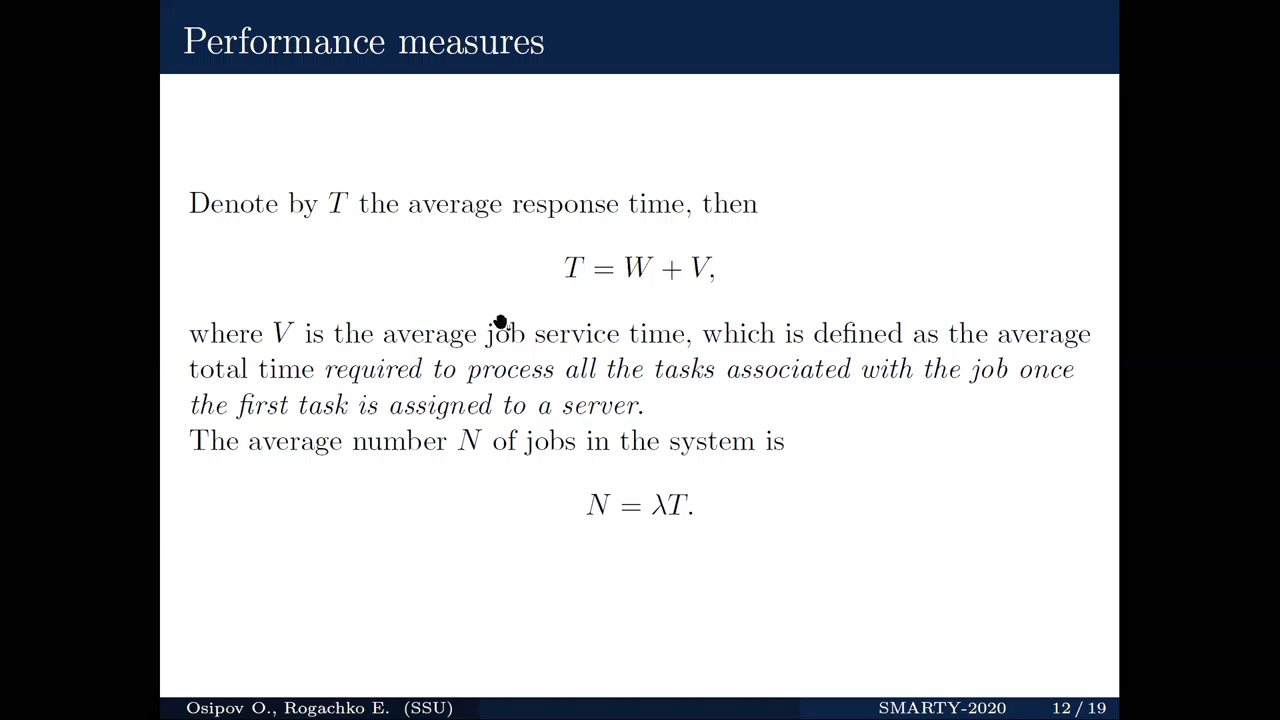 Performance measures
Denote by T the average response time, then
T = W + V,
where V is the average job service time, which is defined as the average
total time required to process all the tasks associated with the job once
the first task is assigned to a server.
The average number N of jobs in the system is
N = λT.
Osipov O., Rogachko E. (SSU) SMARTY-2020 12 / 19